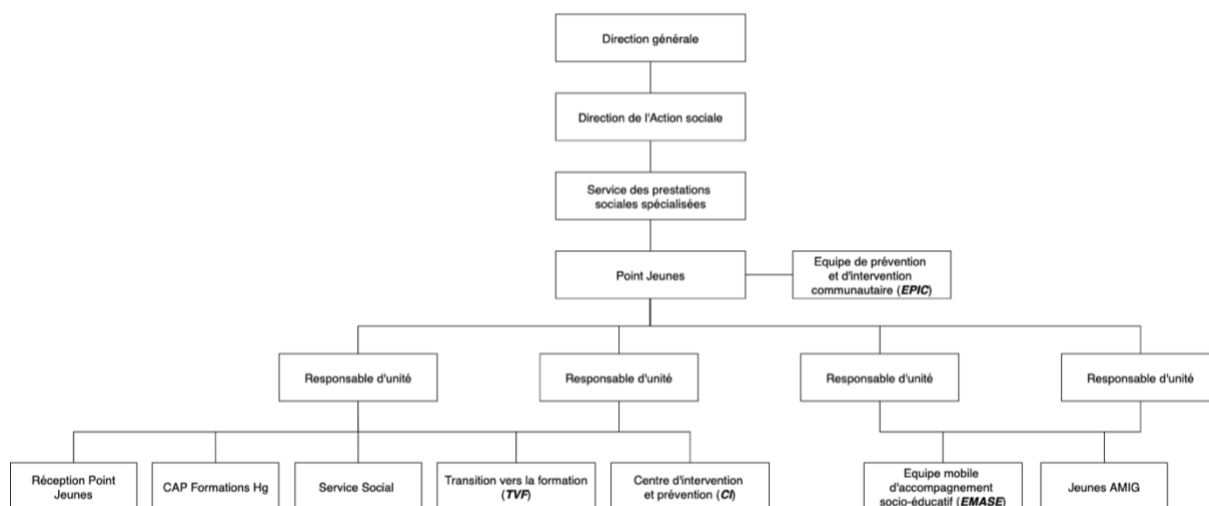 Direction générale
Direction de l'Action sociale
Service des prestations
sociales spécialisées
Point Jeunes
Equipe de prévention
et d'intervention
communautaire (EPIC)
Responsable d'unité
Responsable d'unité
Responsable d'unité
Responsable d'unité
Réception Point
Jeunes
CAP Formations Hg
Service Social
Transition vers la formation
(TVF)
Centre d'intervention
et prévention (CI)
Equipe mobile
d'accompagnement
socio-éducatif (EMASE)
Jeunes AMIG